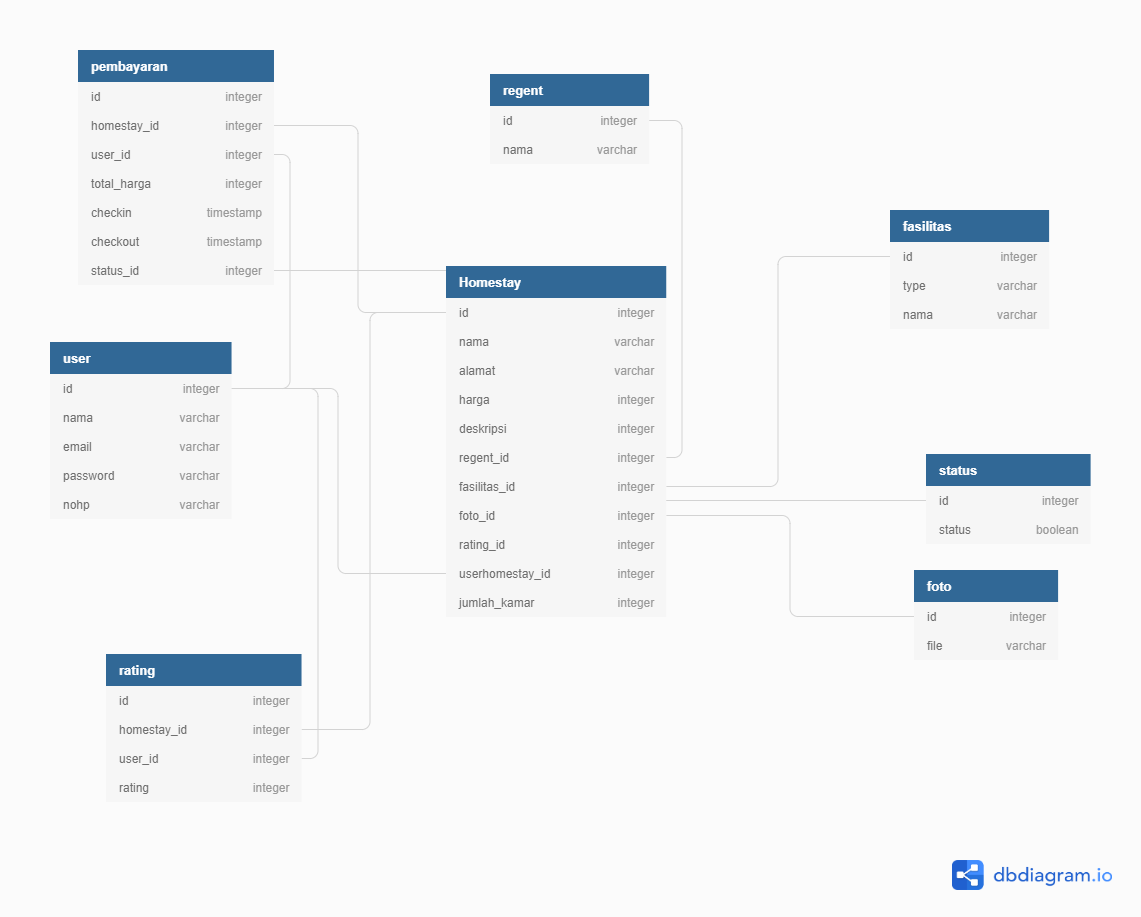 pembayaran
id integer
homestay_id integer
user_id integer
total_harga integer
checkin timestamp
checkout timestamp
status_id integer
regent
id integer
nama varchar
fasilitas
id integer
type varchar
nama varchar
Homestay
id integer
nama varchar
alamat varchar
harga integer
deskripsi integer
regent_id integer
fasilitas_id integer
foto_id integer
rating_id integer
userhomestay_id integer
jumlah_kamar integer
user
id integer
nama varchar
email varchar
password varchar
nohp varchar
status
id integer
status boolean
foto
id integer
file varchar
rating
id integer
homestay_id integer
user_id integer
rating integer
dbdiagram.io